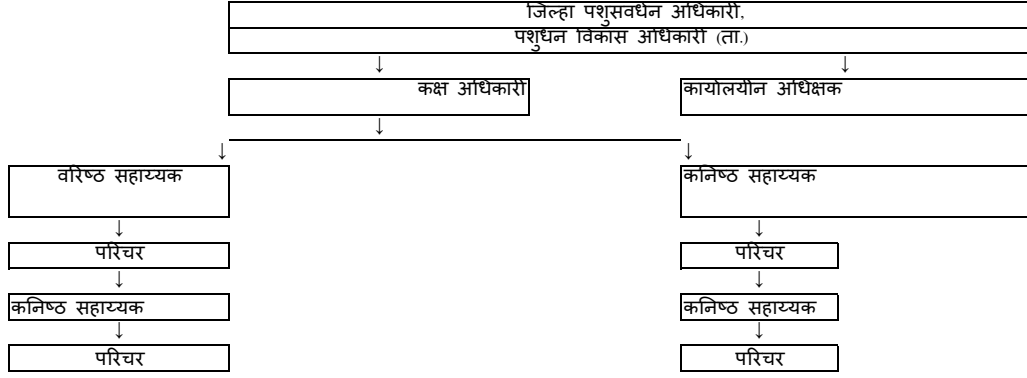 जिल्हा पशुसवर्धन अधिकारी,
पशुधन विकास अधिकारी (ता.)
↓ ↓
कक्ष अधिकारी कार्यालयीन अधिक्षक
↓
↓ ↓
वरिष्ठ सहाय्यक कनिष्ठ सहाय्यक
↓ ↓
परिचर परिचर
↓ ↓
कनिष्ठ सहाय्यक कनिष्ठ सहाय्यक
↓ ↓
परिचर परिचर